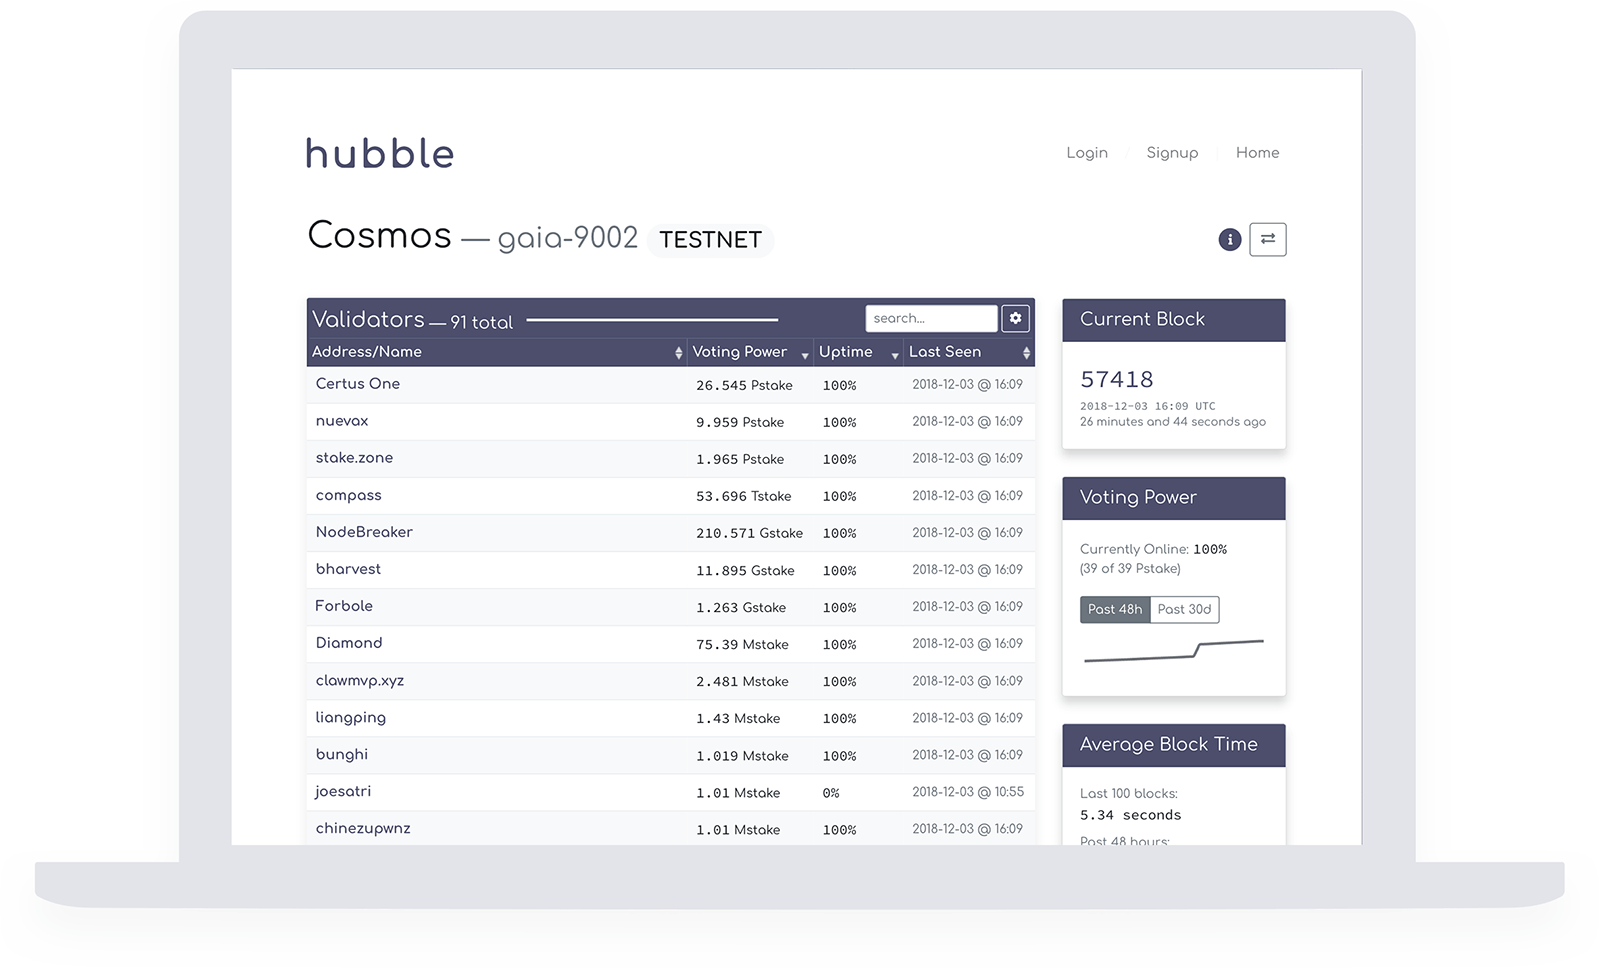 hubble
Login Signup Home
Cosmos — gaia-9002 TESTNET
Validators — 91 total
search...
Address/Name Voting Power Uptime Last Seen
Certus One 26.545 Pstake 100% 2018-12-03 @ 16:09
nuevax 9.959 Pstake 100% 2018-12-03 @ 16:09
stake.zone 1.965 Pstake 100% 2018-12-03 @ 16:09
compass 53.696 Tstake 100% 2018-12-03 @ 16:09
NodeBreaker 210.571 Gstake 100% 2018-12-03 @ 16:09
bharvest 11.895 Gstake 100% 2018-12-03 @ 16:09
Forbole 1.263 Gstake 100% 2018-12-03 @ 16:09
Diamond 75.39 Mstake 100% 2018-12-03 @ 16:09
clawmvp.xyz 2.481 Mstake 100% 2018-12-03 @ 16:09
liangping 1.43 Mstake 100% 2018-12-03 @ 16:09
bunghi 1.019 Mstake 100% 2018-12-03 @ 16:09
joesatri 1.01 Mstake 0% 2018-12-03 @ 10:55
chinezupwnz 1.01 Mstake 100% 2018-12-03 @ 16:09
Current Block
57418
2018-12-03 16:09 UTC
26 minutes and 44 seconds ago
Voting Power
Currently Online: 100%
(39 of 39 Pstake)
Past 48h Past 30d
Average Block Time
Last 100 blocks:
5.34 seconds
Past 48 hours: